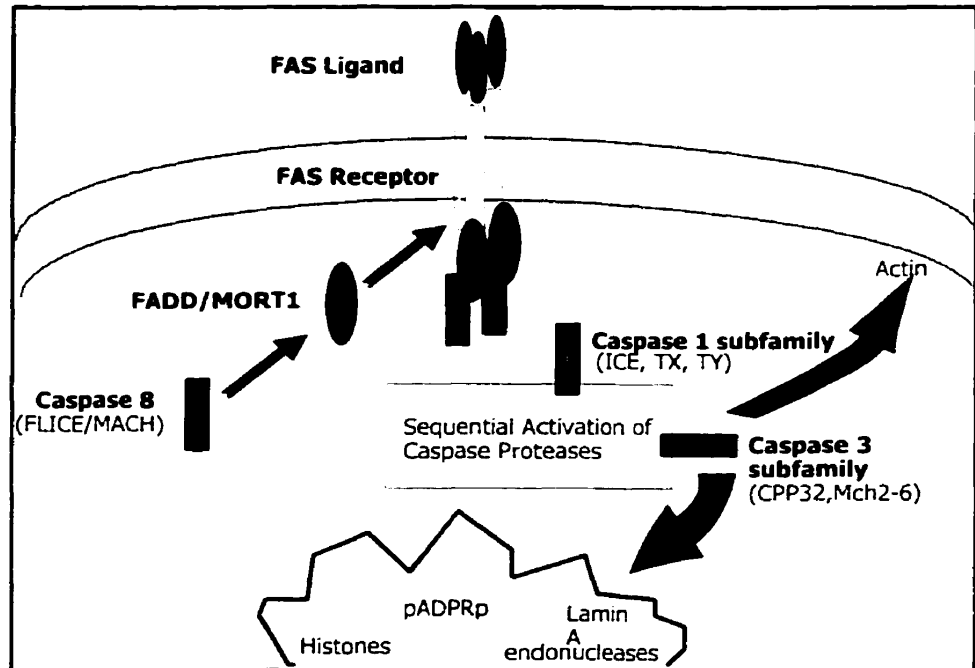 FAS Ligand
FAS Receptor
FADD/MORT1
Caspase 8
(FLICE/MACH)
Actin
Caspase 1 subfamily
(ICE, TX, TY)
Sequential Activation of
Caspase Proteases
Caspase 3
subfamily
(CPP32,Mch2-6)
pADPRp
Histones
Lamin
A
endonucleases